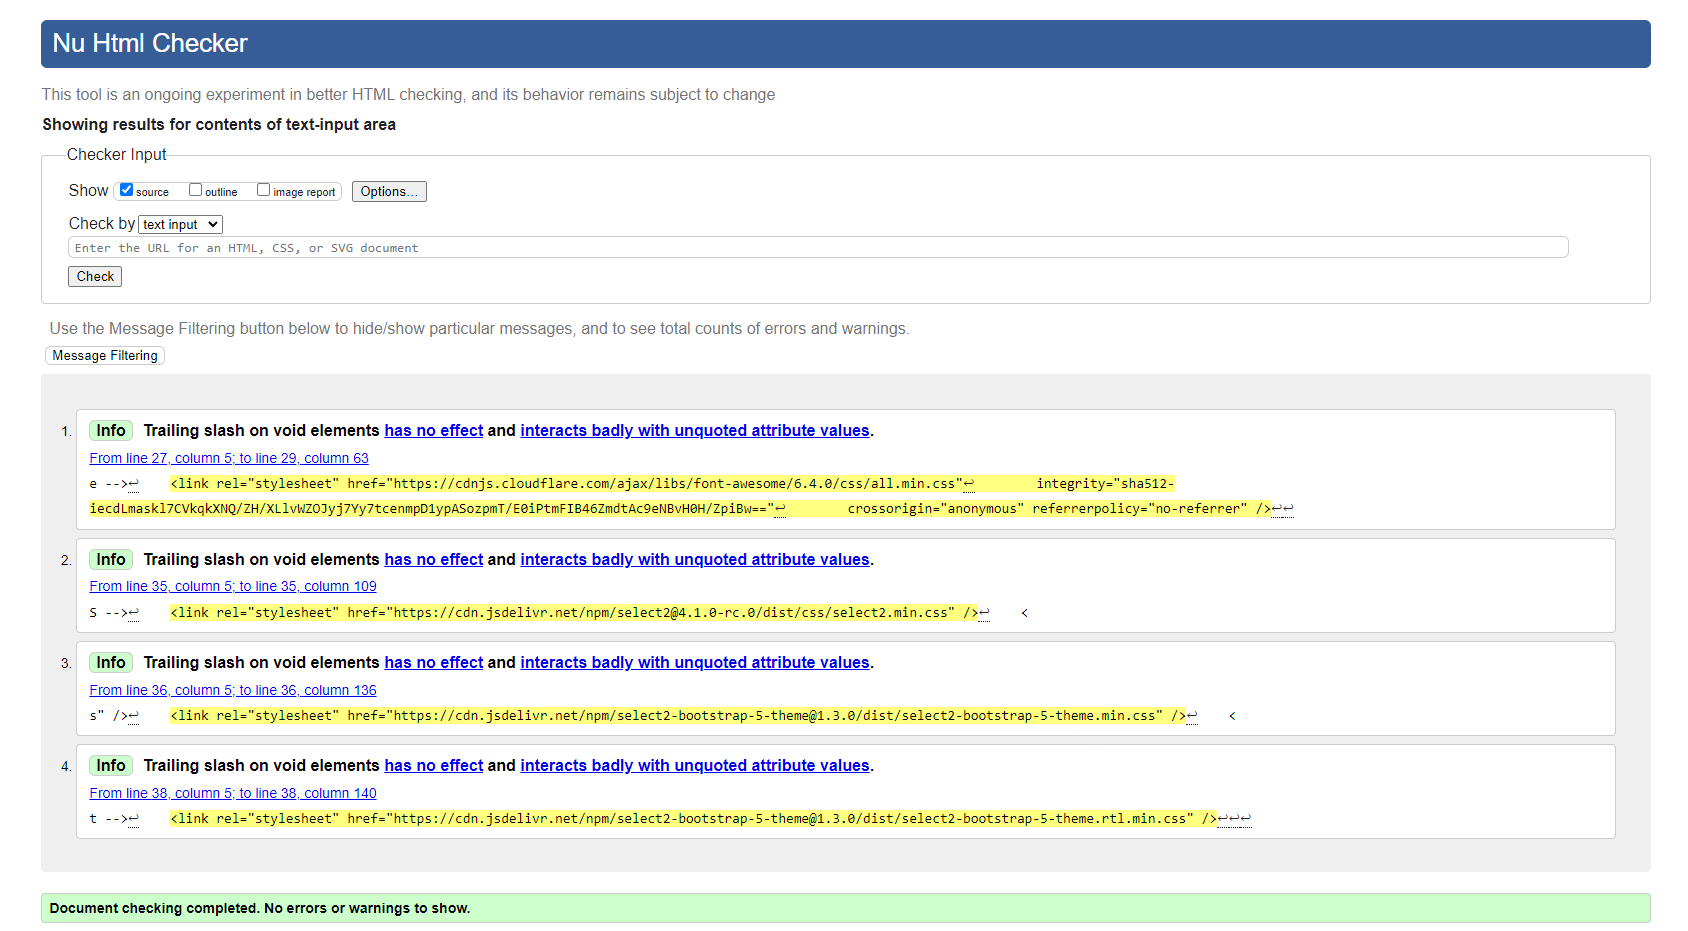 Nu Html Checker
This tool is an ongoing experiment in better HTML checking, and its behavior remains subject to change
Showing results for contents of text-input area
Checker Input
Show source outline image report Options...
Check by text input
Enter the URL for an HTML, CSS, or SVG document
Check
Use the Message Filtering button below to hide/show particular messages, and to see total counts of errors and warnings.
Message Filtering
1. Info Trailing slash on void elements has no effect and interacts badly with unquoted attribute values.
From line 27, column 5; to line 29, column 63
e -->↩ <link rel="stylesheet" href="https://cdnjs.cloudflare.com/ajax/libs/font-awesome/6.4.0/css/all.min.css"↩ integrity="sha512-
iecdLmaskl7CVkqkXNQ/ZH/XLlvWZOJyj7Yy7tcenmpD1ypASozpmT/E0iPtmFIB46ZmdtAc9eNBvH0H/ZpiBw=="↩ crossorigin="anonymous" referrerpolicy="no-referrer" />↩↩
2. Info Trailing slash on void elements has no effect and interacts badly with unquoted attribute values.
From line 35, column 5; to line 35, column 109
S -->↩ <link rel="stylesheet" href="https://cdn.jsdelivr.net/npm/select2@4.1.0-rc.0/dist/css/select2.min.css" />↩ <
3. Info Trailing slash on void elements has no effect and interacts badly with unquoted attribute values.
From line 36, column 5; to line 36, column 136
s" />↩ <link rel="stylesheet" href="https://cdn.jsdelivr.net/npm/select2-bootstrap-5-theme@1.3.0/dist/select2-bootstrap-5-theme.min.css" />↩ <
4. Info Trailing slash on void elements has no effect and interacts badly with unquoted attribute values.
From line 38, column 5; to line 38, column 140
t -->↩ <link rel="stylesheet" href="https://cdn.jsdelivr.net/npm/select2-bootstrap-5-theme@1.3.0/dist/select2-bootstrap-5-theme.rtl.min.css" />↩↩↩
Document checking completed. No errors or warnings to show.